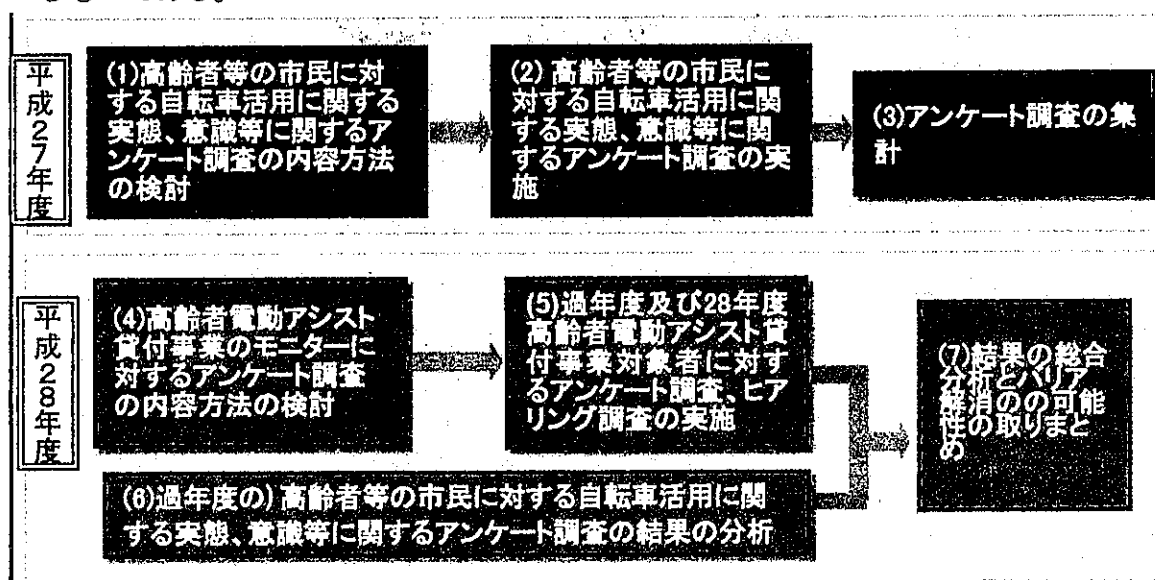 平成27年度
(1)高齢者等の市民に対
する自転車活用に関する
実態、意識等に関するア
ンケート調査の内容方法
の検討
(2) 高齢者等の市民に
対する自転車活用に関
する実態、意識等に関
するアンケート調査の実
施
(3)アンケート調査の集
計
平成28年度
(4)高齢者電動アシスト
貸付事業のモニターに
対するアンケート調査
の内容方法の検討
(5)過年度及び28年度
高齢者電動アシスト貸
付事業対象者に対す
るアンケート調査、ヒア
リング調査の実施
(6)過年度の)高齢者等の市民に対する自転車活用に関
する実態、意識等に関するアンケート調査の結果の分析
(7)結果の総合
分析とバリア
解消のの可能
性の取りまと
め